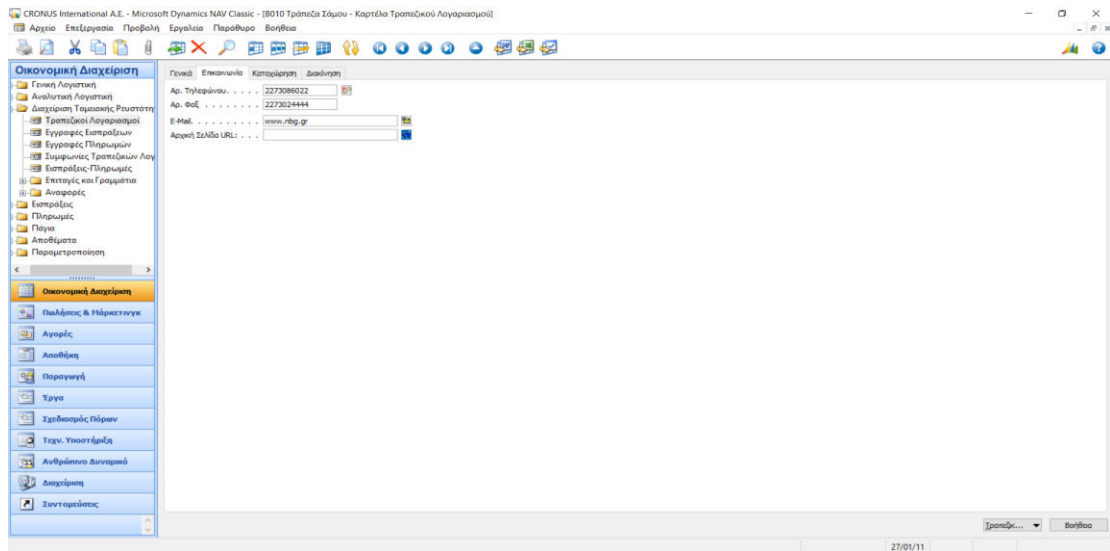 CRONUS International A.E. - Microsoft Dynamics NAV Classic - [B010 Τράπεζα Σάμου - Καρτέλα Τραπεζικού Λογαριασμού]
Αρχείο Επεξεργασία Προβολή Εργαλεία Παράθυρο Βοήθεια
Οικονομική Διαχείριση
Γενική Λογιστική
Αναλυτική Λογιστική
Διαχείριση Ταμειακής Ρευστότη
Τραπεζικοί Λογαριασμοί
Εγγραφές Εισπράξεων
Εγγραφές Πληρωμών
Συμφωνίες Τραπεζικών Λογ
Εισπράξεις-Πληρωμές
Επιταγές και Γραμμάτια
Αναφορές
Εισπράξεις
Πληρωμές
Πάγια
Αποθέματα
Παραμετροποίηση
Οικονομική Διαχείριση
Πωλήσεις & Μάρκετινγκ
Αγορές
Αποθήκη
Παραγωγή
Έργα
Σχεδιασμός Πόρων
Τεχν. Υποστήριξη
Ανθρώπινο Δυναμικό
Διαχείριση
Συντομεύσεις
Γενικά Επικοινωνία Καταχώρηση Διακίνηση
Αρ. Τηλεφώνου. . . . . 2273086022
Αρ. Φαξ . . . . . . . . 2273024444
E-Mail. . . . . . . . . . www.nbg.gr
Αρχική Σελίδα URL: . . .
Τραπεζικ... Βοήθεια
27/01/11